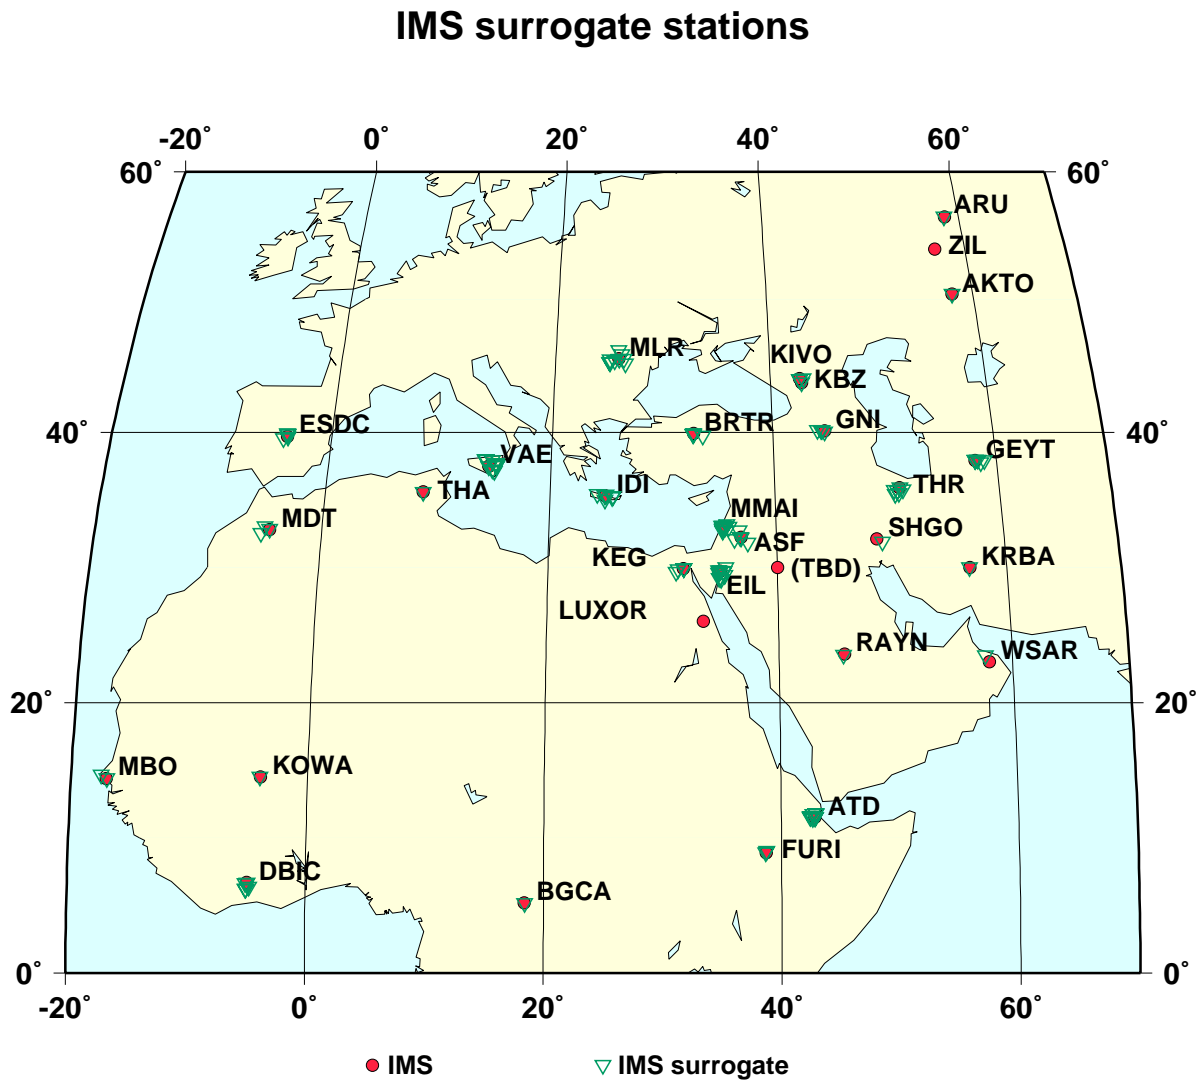 IMS surrogate stations
-20° 0° 20° 40° 60°
60° 60°
ARU
ZIL
AKTO
MLR
KIVO
KBZ
ESDC
BRTR
GNI
40° 40°
VAE
GEYT
THA
IDI
THR
MDT
MMAI
SHGO
ASF
KEG
(TBD)
KRBA
EIL
LUXOR
RAYN
WSAR
20° 20°
MBO
KOWA
ATD
FURI
DBIC
BGCA
0° 0°
-20° 0° 20° 40° 60°
IMS IMS surrogate